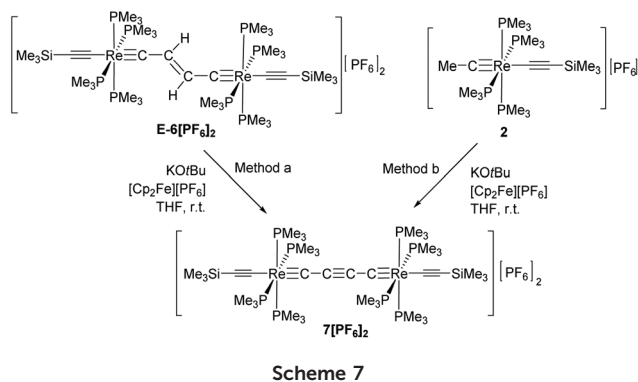 PMe3
PMe3
H
PMe3
PMe3
Me3Si Re C C C C Re SiMe3
H
Me3P
PMe3
Me3P
PMe3
[PF6]2
E-6[PF6]2
PMe3
PMe3
Me C Re SiMe3
Me3P
PMe3
[PF6]
2
KOtBu
[Cp2Fe][PF6]
THF, r.t.
Method a
Method b
KOtBu
[Cp2Fe][PF6]
THF, r.t.
PMe3
PMe3
PMe3
PMe3
Me3Si Re C C C C Re SiMe3
Me3P
PMe3
Me3P
PMe3
[PF6]2
7[PF6]2
Scheme 7